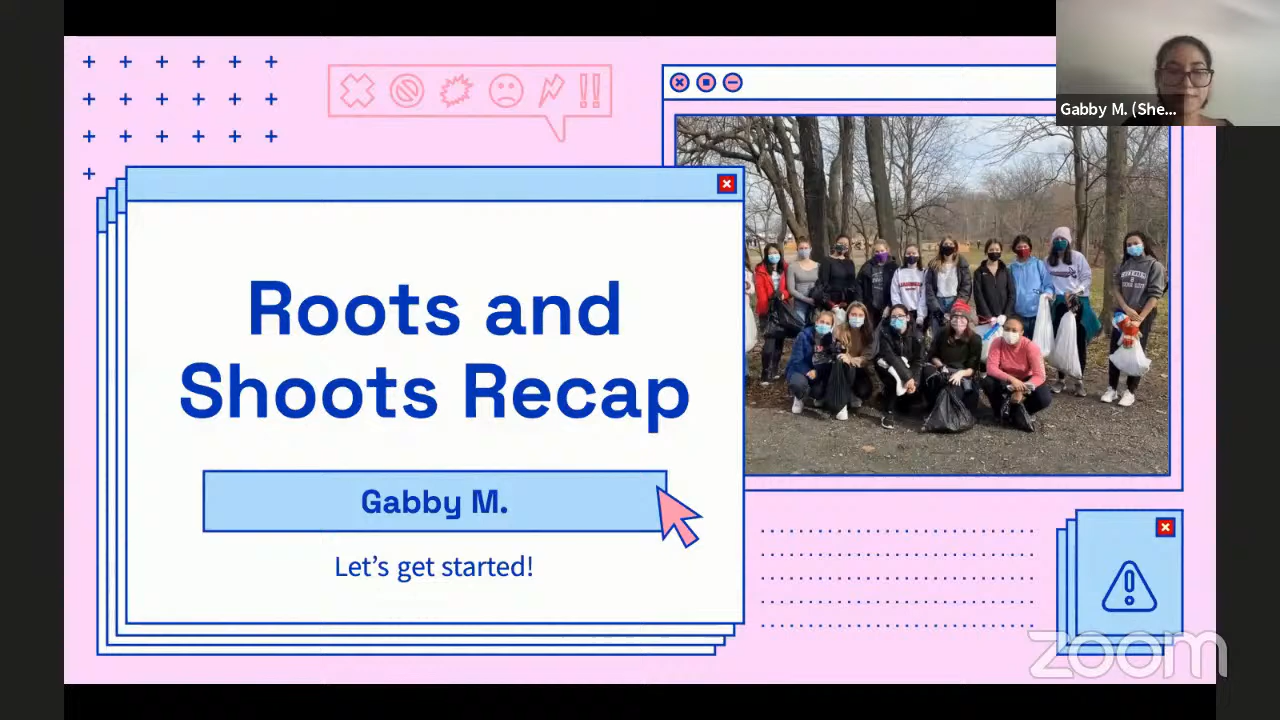 Gabby M. (She...
Roots and
Shoots Recap
Gabby M.
Let's get started!
zoom